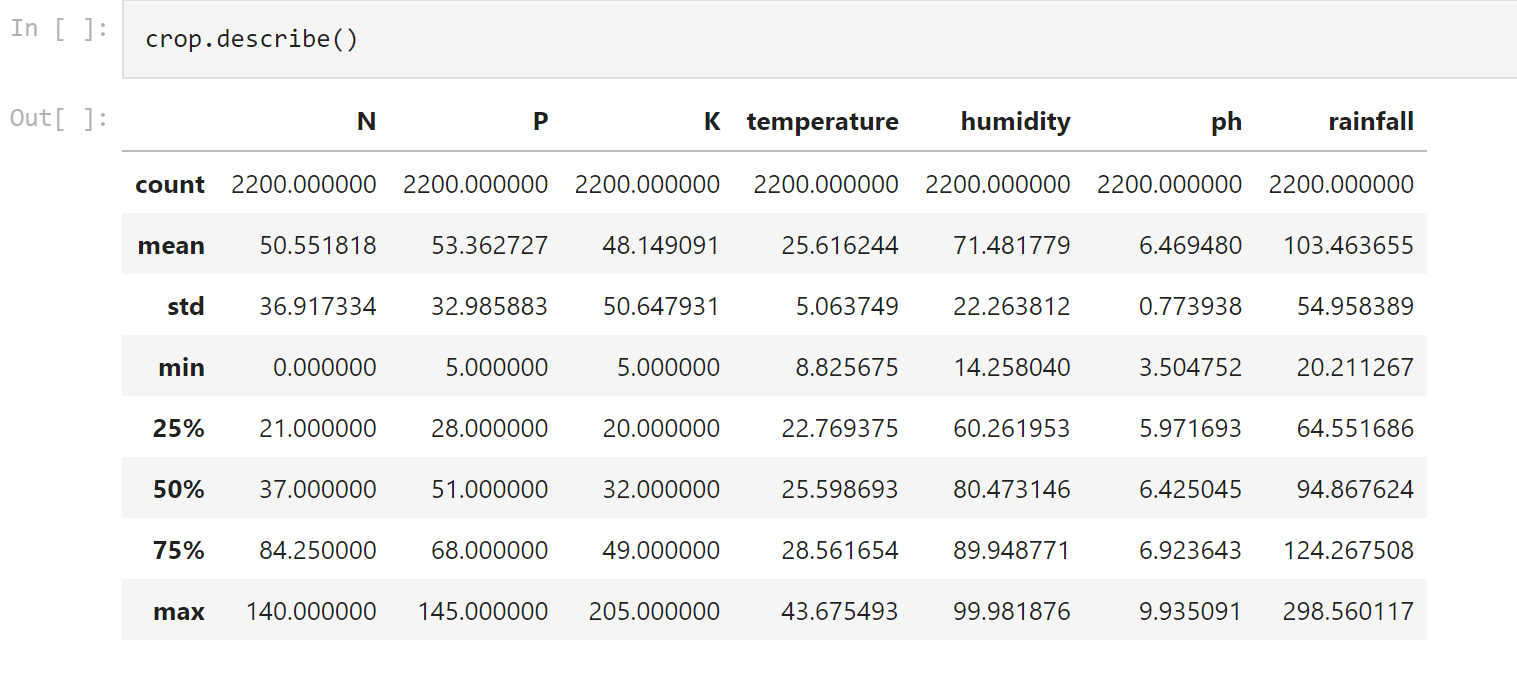 In [ ]: crop.describe()
Out[ ]:
N P K temperature humidity ph rainfall
count 2200.000000 2200.000000 2200.000000 2200.000000 2200.000000 2200.000000 2200.000000
mean 50.551818 53.362727 48.149091 25.616244 71.481779 6.469480 103.463655
std 36.917334 32.985883 50.647931 5.063749 22.263812 0.773938 54.958389
min 0.000000 5.000000 5.000000 8.825675 14.258040 3.504752 20.211267
25% 21.000000 28.000000 20.000000 22.769375 60.261953 5.971693 64.551686
50% 37.000000 51.000000 32.000000 25.598693 80.473146 6.425045 94.867624
75% 84.250000 68.000000 49.000000 28.561654 89.948771 6.923643 124.267508
max 140.000000 145.000000 205.000000 43.675493 99.981876 9.935091 298.560117